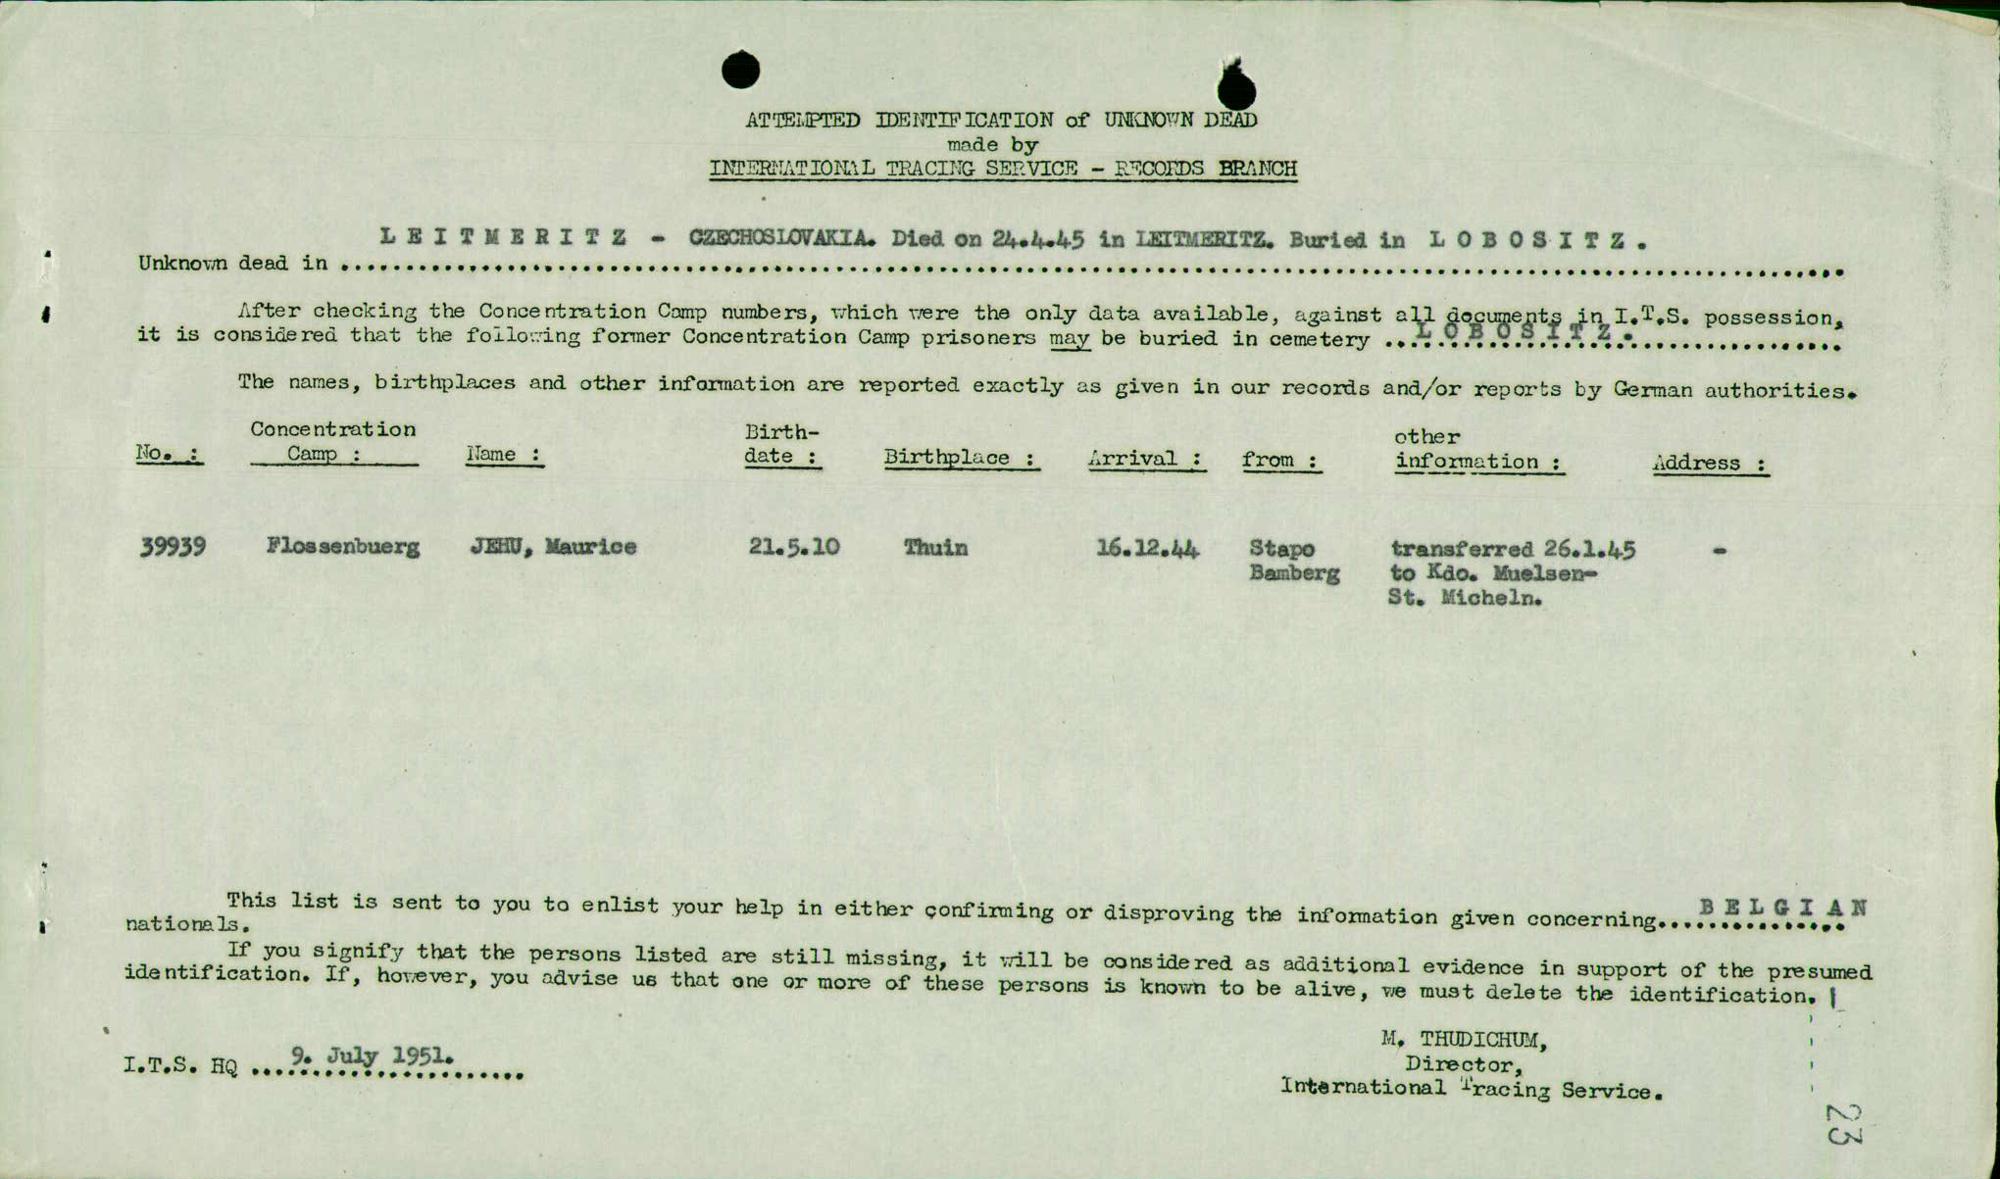 ATTEMPTED IDENTIFICATION of UNKNOWN DEAD
made by
INTERNATIONAL TRACING SERVICE - RECORDS BRANCH
L E I T M E R I T Z - CZECHOSLOVAKIA. Died on 24.4.45 in LEITMERITZ. Buried in L O B O S I T Z .
Unknown dead in ..............................
After checking the Concentration Camp numbers, which were the only data available, against all documents in I.T.S. possession,
it is considered that the following former Concentration Camp prisoners may be buried in cemetery .. L O B O S I T Z . ..........
The names, birthplaces and other information are reported exactly as given in our records and/or reports by German authorities.
No. : Concentration Camp : Name : Birth- date : Birthplace : Arrival : from : other information : Address :
39939 Flossenbuerg JEHU, Maurice 21.5.10 Thuin 16.12.44 Stapo transferred 26.1.45 -
Bamberg to Kdo. Muelsen-
St. Micheln.
This list is sent to you to enlist your help in either confirming or disproving the information given concerning... B E L G I A N
nationals.
If you signify that the persons listed are still missing, it will be considered as additional evidence in support of the presumed
identification. If, however, you advise us that one or more of these persons is known to be alive, we must delete the identification.
M. THUDICHUM,
Director,
International Tracing Service.
I.T.S. HQ 9. July 1951.
23